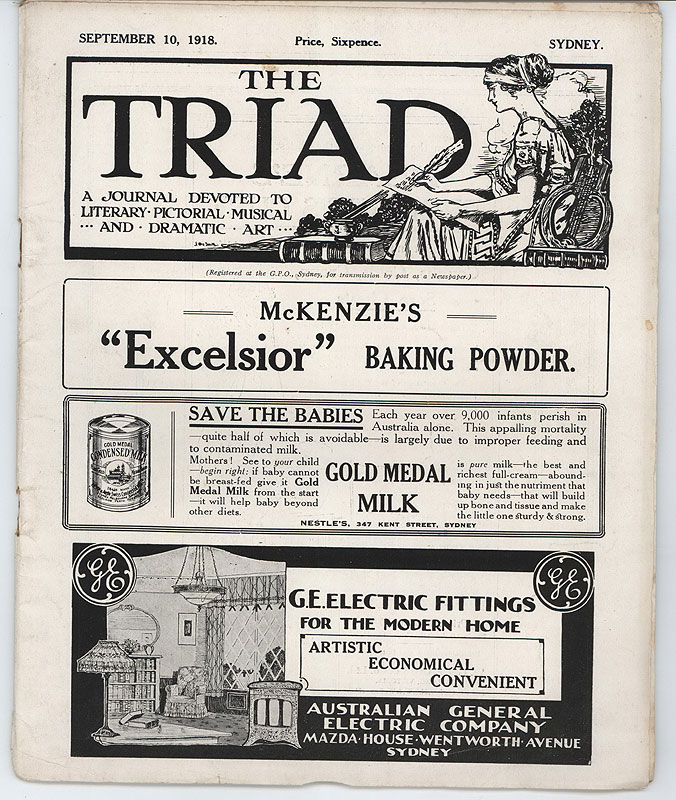 SEPTEMBER 10, 1918. Price, Sixpence. SYDNEY.
THE
TRIAD
A JOURNAL DEVOTED TO
LITERARY · PICTORIAL · MUSICAL
··· AND · DRAMATIC · ART ···
(Registered at the G.P.O., Sydney, for transmission by post as a Newspaper.)
McKENZIE'S
"Excelsior" BAKING POWDER.
SAVE THE BABIES Each year over 9,000 infants perish in
Australia alone. This appalling mortality
—quite half of which is avoidable—is largely due to improper feeding and
to contaminated milk.
Mothers! See to your child
—begin right: if baby cannot
be breast-fed give it Gold
Medal Milk from the start
—it will help baby beyond
other diets.
GOLD MEDAL
MILK
is pure milk—the best and
richest full-cream—abound-
ing in just the nutriment that
baby needs—that will build
up bone and tissue and make
the little one sturdy & strong.
NESTLE'S, 347 KENT STREET, SYDNEY
GOLD MEDAL
CONDENSED MILK
GE
GE
G.E. ELECTRIC FITTINGS
FOR THE MODERN HOME
ARTISTIC
ECONOMICAL
CONVENIENT
AUSTRALIAN GENERAL
ELECTRIC COMPANY
MAZDA · HOUSE · WENTWORTH · AVENUE
SYDNEY